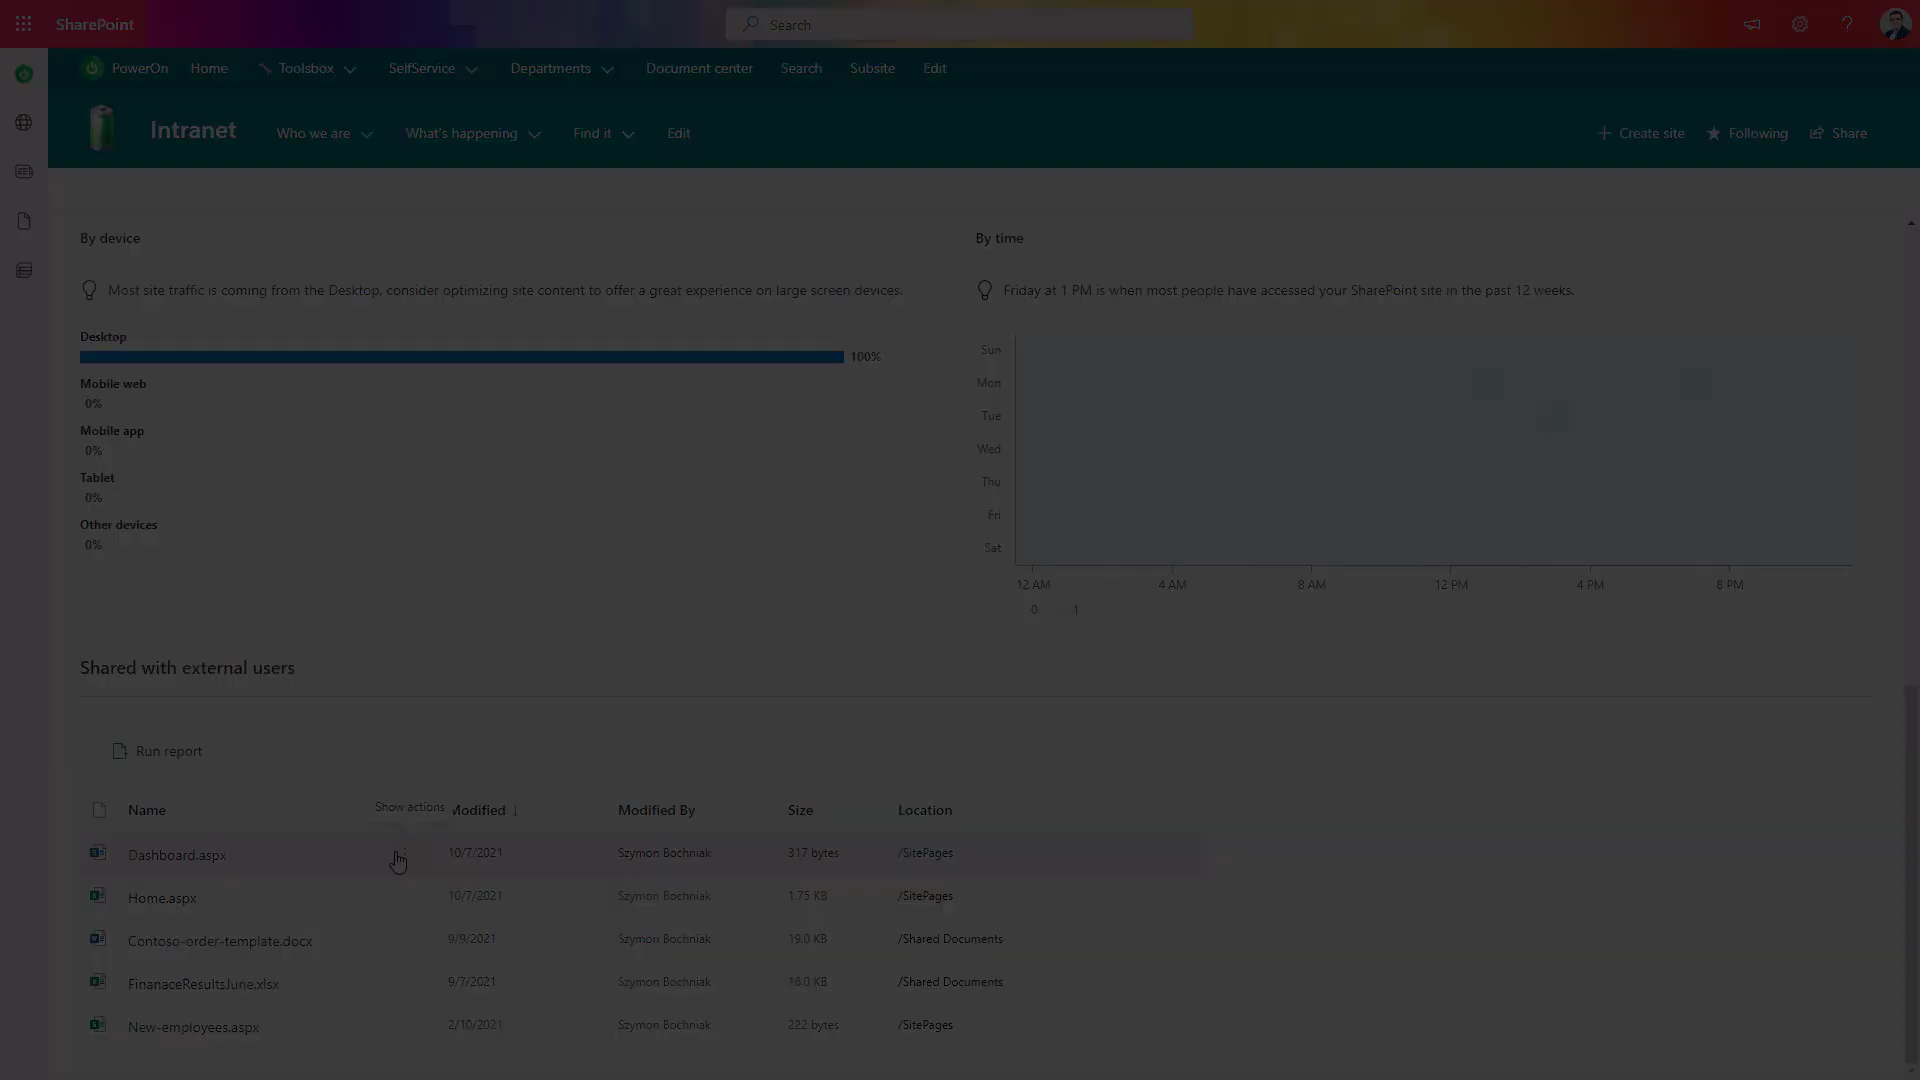 SharePoint
Search
PowerOn Home Toolsbox SelfService Departments Document center Search Subsite Edit
Intranet Who we are What's happening Find it Edit
Create site Following Share
By device
Most site traffic is coming from the Desktop, consider optimizing site content to offer a great experience on large screen devices.
Desktop
100%
Mobile web
0%
Mobile app
0%
Tablet
0%
Other devices
0%
By time
Friday at 1 PM is when most people have accessed your SharePoint site in the past 12 weeks.
Sun
Mon
Tue
Wed
Thu
Fri
Sat
12 AM 4 AM 8 AM 12 PM 4 PM 8 PM
0 1
Shared with external users
Run report
Show actions
Name Modified ↓ Modified By Size Location
Dashboard.aspx 10/7/2021 Szymon Bochniak 317 bytes /SitePages
Home.aspx 10/7/2021 Szymon Bochniak 1.75 KB /SitePages
Contoso-order-template.docx 9/9/2021 Szymon Bochniak 19.0 KB /Shared Documents
FinanaceResultsJune.xlsx 9/7/2021 Szymon Bochniak 16.0 KB /Shared Documents
New-employees.aspx 2/10/2021 Szymon Bochniak 222 bytes /SitePages